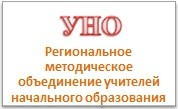 УНО
Региональное
методическое
объединение учителей
начального образования